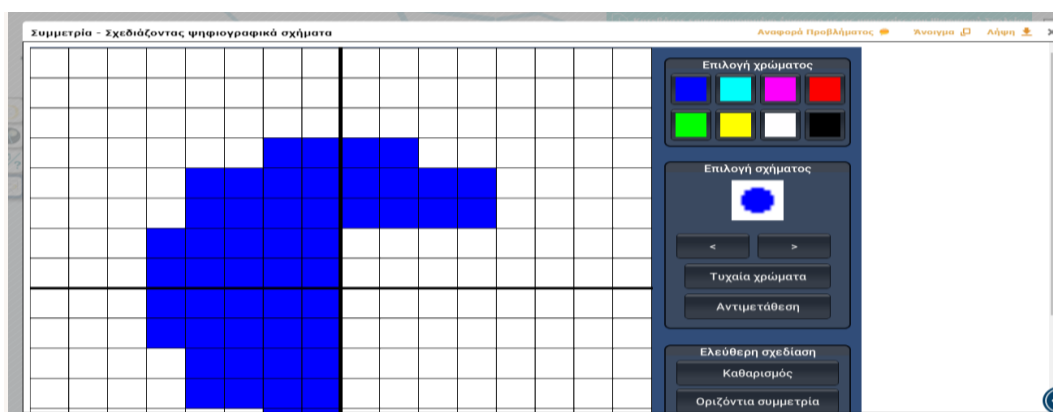 Συμμετρία - Σχεδιάζοντας ψηφιογραφικά σχήματα
Αναφορά Προβλήματος
Άνοιγμα
Λήψη
Επιλογή χρώματος
Επιλογή σχήματος
<
>
Τυχαία χρώματα
Αντιμετάθεση
Ελεύθερη σχεδίαση
Καθαρισμός
Οριζόντια συμμετρία